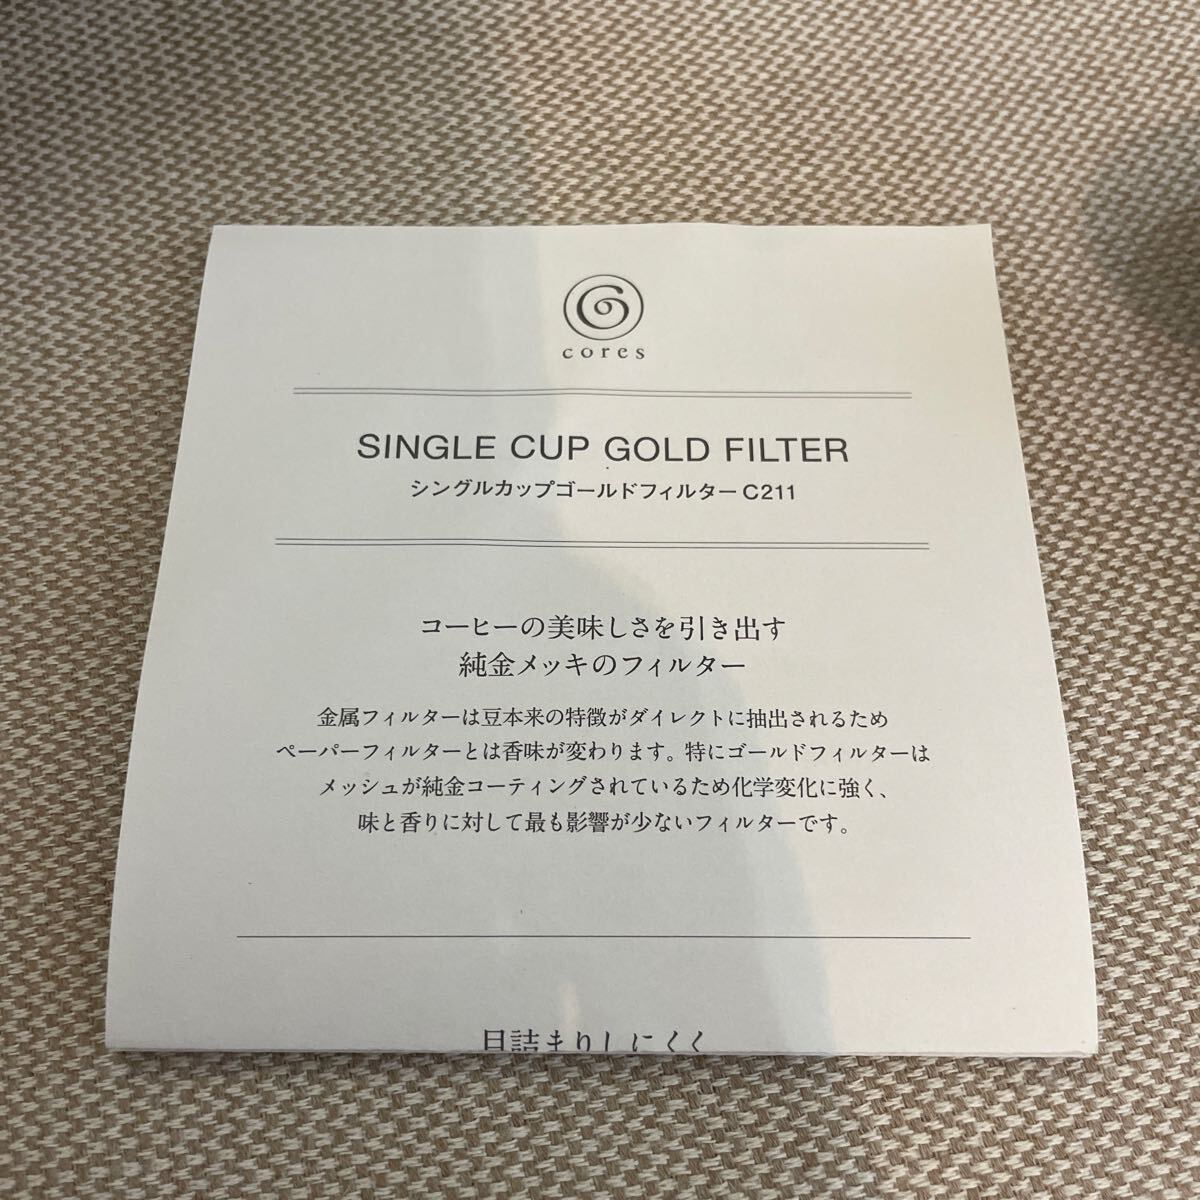 cores
SINGLE CUP GOLD FILTER
シングルカップゴールドフィルター C211
コーヒーの美味しさを引き出す
純金メッキのフィルター
金属フィルターは豆本来の特徴がダイレクトに抽出されるため
ペーパーフィルターとは香味が変わります。特にゴールドフィルターは
メッシュが純金コーティングされているため化学変化に強く、
味と香りに対して最も影響が少ないフィルターです。
目詰まりしにくく